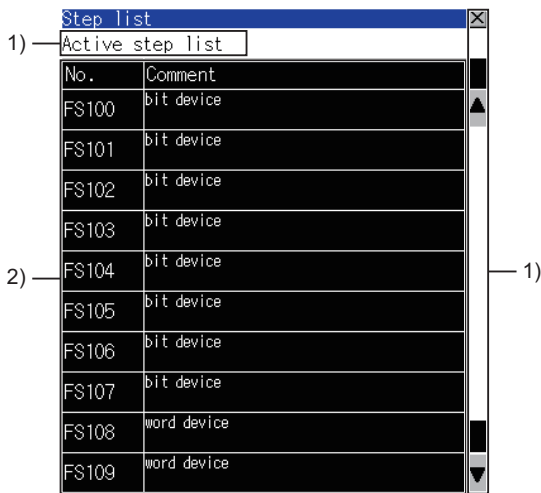 Step list
1) Active step list
No. Comment
FS100 bit device
FS101 bit device
FS102 bit device
FS103 bit device
2) FS104 bit device 1)
FS105 bit device
FS106 bit device
FS107 bit device
FS108 word device
FS109 word device